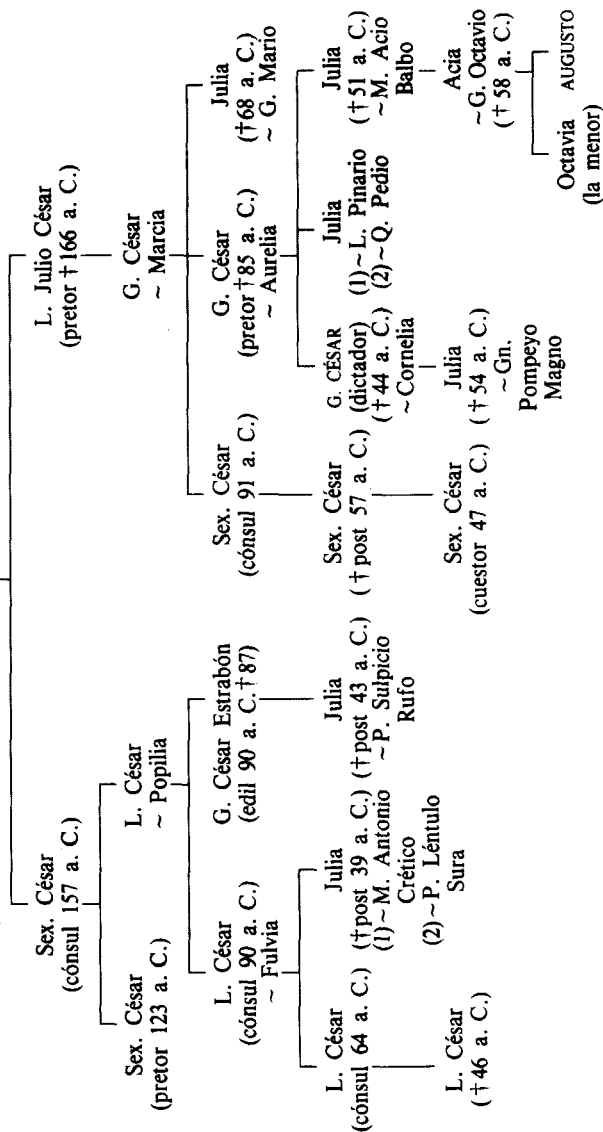 Sex. César
(cónsul 157 a. C.)
L. Julio César
(pretor †166 a. C.)
Sex. César
(pretor 123 a. C.)
L. César
~ Popilia
G. César
~ Marcia
L. César
(cónsul 90 a. C.)
~ Fulvia
G. César Estrabón
(edil 90 a. C.†87)
Sex. César
(cónsul 91 a. C.)
G. César
(pretor †85 a. C.)
~ Aurelia
Julia
(†68 a. C.)
~ G. Mario
L. César
(cónsul 64 a. C.)
Julia
(†post 39 a. C.)
(1)~M. Antonio
Crético
(2)~P. Léntulo
Sura
Julia
(†post 43 a. C.)
~P. Sulpicio
Rufo
Sex. César
(†post 57 a. C.)
G. CÉSAR
(dictador)
(†44 a. C.)
~Cornelia
Julia
(1)~L. Pinario
(2)~Q. Pedio
Julia
(†51 a. C.)
~M. Acio
Balbo
L. César
(†46 a. C.)
Sex. César
(cuestor 47 a. C.)
Julia
(†54 a. C.)
~Gn.
Pompeyo
Magno
Acia
~G. Octavio
(†58 a. C.)
Octavia
(la menor)
AUGUSTO